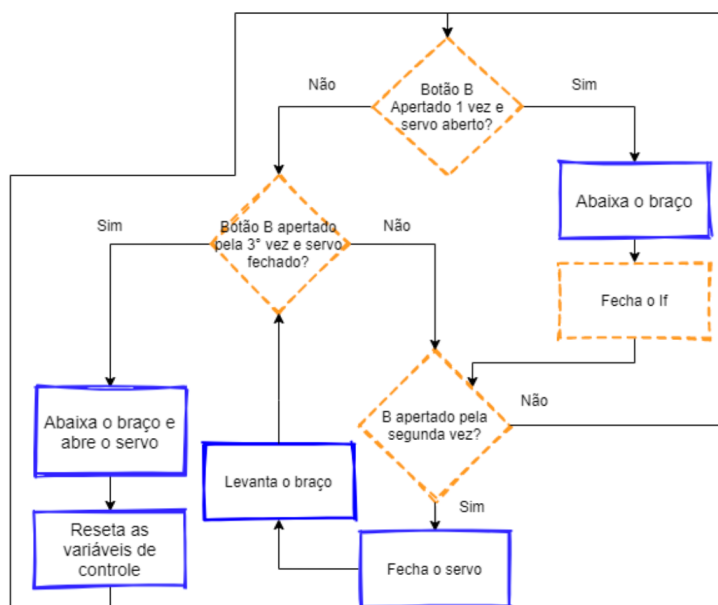 Botão B
Apertado 1 vez e
servo aberto?
Não
Sim
Abaixa o braço
Botão B apertado
pela 3° vez e servo
fechado?
Sim
Não
Fecha o If
B apertado pela
segunda vez?
Não
Abaixa o braço e
abre o servo
Levanta o braço
Sim
Reseta as
variáveis de
controle
Fecha o servo